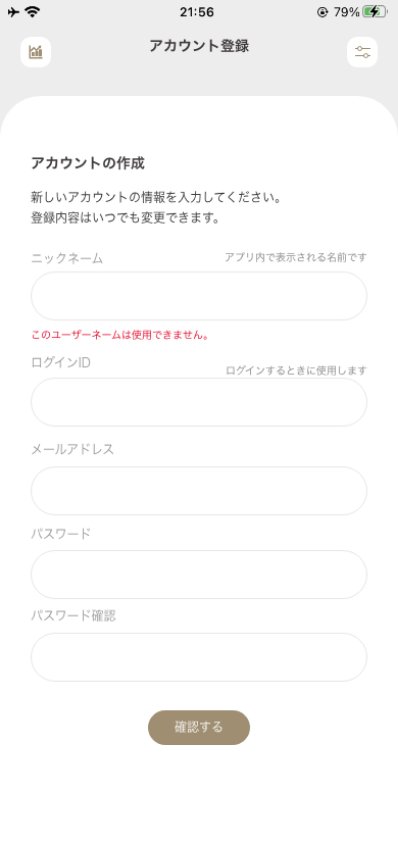 21:56
79%
アカウント登録
アカウントの作成
新しいアカウントの情報を入力してください。
登録内容はいつでも変更できます。
ニックネーム
アプリ内で表示される名前です
このユーザーネームは使用できません。
ログインID
ログインするときに使用します
メールアドレス
パスワード
パスワード確認
確認する